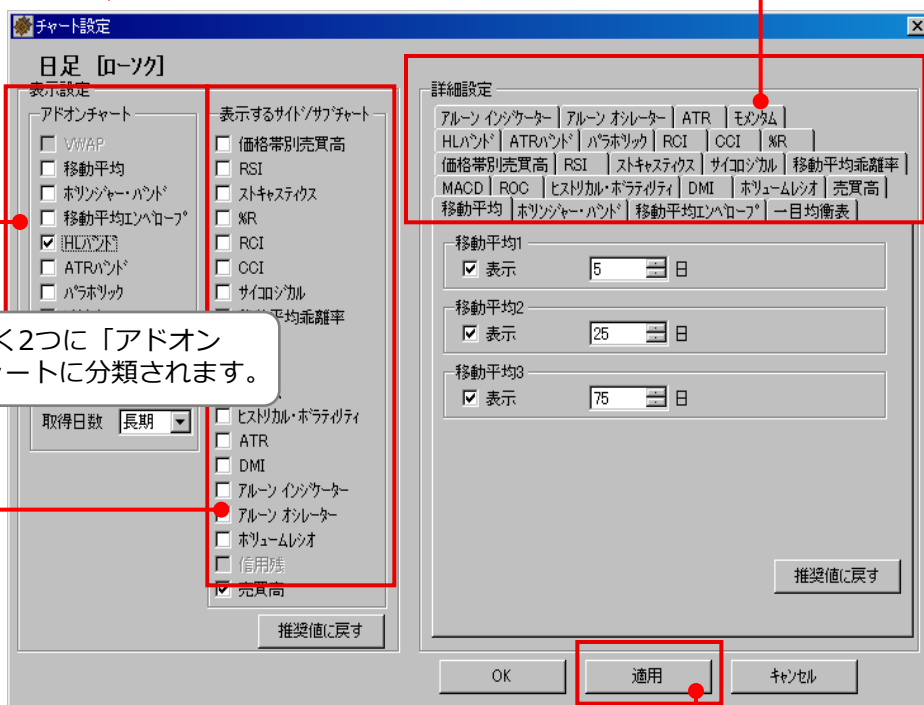 チャート設定
日足 [ﾛｰｿｸ]
表示設定
アドオンチャート
VWAP
移動平均
ﾎﾞﾘﾝｼﾞｬｰ･ﾊﾞﾝﾄﾞ
移動平均ｴﾝﾍﾞﾛｰﾌﾟ
HLﾊﾞﾝﾄﾞ
ATRﾊﾞﾝﾄﾞ
ﾊﾟﾗﾎﾞﾘｯｸ
く2つに「アドオン
ートに分類されます。
取得日数 長期
表示するｻｲﾄﾞ/ｻﾌﾞﾁｬｰﾄ
価格帯別売買高
RSI
ｽﾄｷｬｽﾃｨｸｽ
%R
RCI
CCI
ｻｲｺﾛｼﾞｶﾙ
平均乖離率
ﾋｽﾄﾘｶﾙ･ﾎﾞﾗﾃｨﾘﾃｨ
ATR
DMI
ｱﾙｰﾝ ｲﾝｼﾞｹｰﾀｰ
ｱﾙｰﾝ ｵｼﾚｰﾀｰ
ﾎﾞﾘｭｰﾑﾚｼｵ
信用残
売買高
推奨値に戻す
詳細設定
ｱﾙｰﾝ ｲﾝｼﾞｹｰﾀｰ ｱﾙｰﾝ ｵｼﾚｰﾀｰ ATR ﾓﾒﾝﾀﾑ
HLﾊﾞﾝﾄﾞ ATRﾊﾞﾝﾄﾞ ﾊﾟﾗﾎﾞﾘｯｸ RCI CCI %R
価格帯別売買高 RSI ｽﾄｷｬｽﾃｨｸｽ ｻｲｺﾛｼﾞｶﾙ 移動平均乖離率
MACD ROC ﾋｽﾄﾘｶﾙ･ﾎﾞﾗﾃｨﾘﾃｨ DMI ﾎﾞﾘｭｰﾑﾚｼｵ 売買高
移動平均 ﾎﾞﾘﾝｼﾞｬｰ･ﾊﾞﾝﾄﾞ 移動平均ｴﾝﾍﾞﾛｰﾌﾟ 一目均衡表
移動平均1
表示 5 日
移動平均2
表示 25 日
移動平均3
表示 75 日
推奨値に戻す
OK 適用 ｷｬﾝｾﾙ